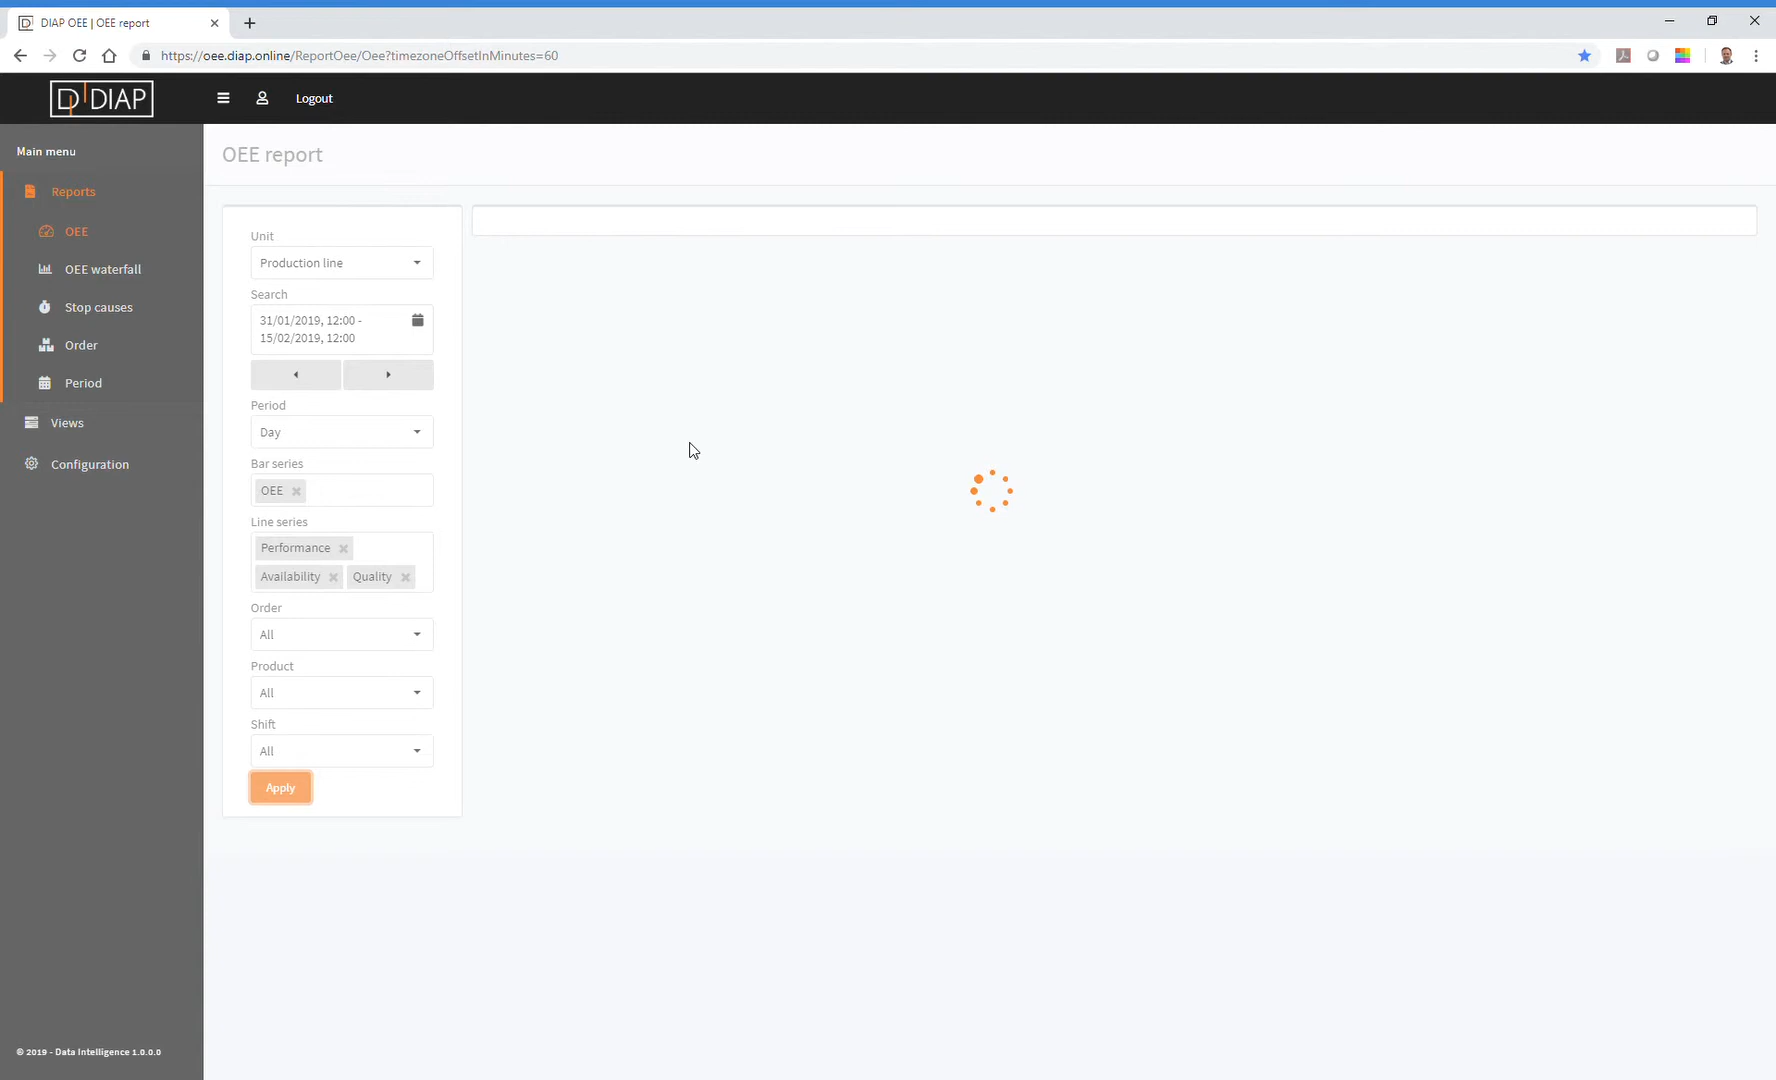 DIAP OEE | OEE report
https://oee.diap.online/ReportOee/Oee?timezoneOffsetInMinutes=60
DIAP
Logout
Main menu
Reports
OEE
OEE waterfall
Stop causes
Order
Period
Views
Configuration
© 2019 - Data Intelligence 1.0.0.0
OEE report
Unit
Production line
Search
31/01/2019, 12:00 -
15/02/2019, 12:00
Period
Day
Bar series
OEE
Line series
Performance
Availability Quality
Order
All
Product
All
Shift
All
Apply